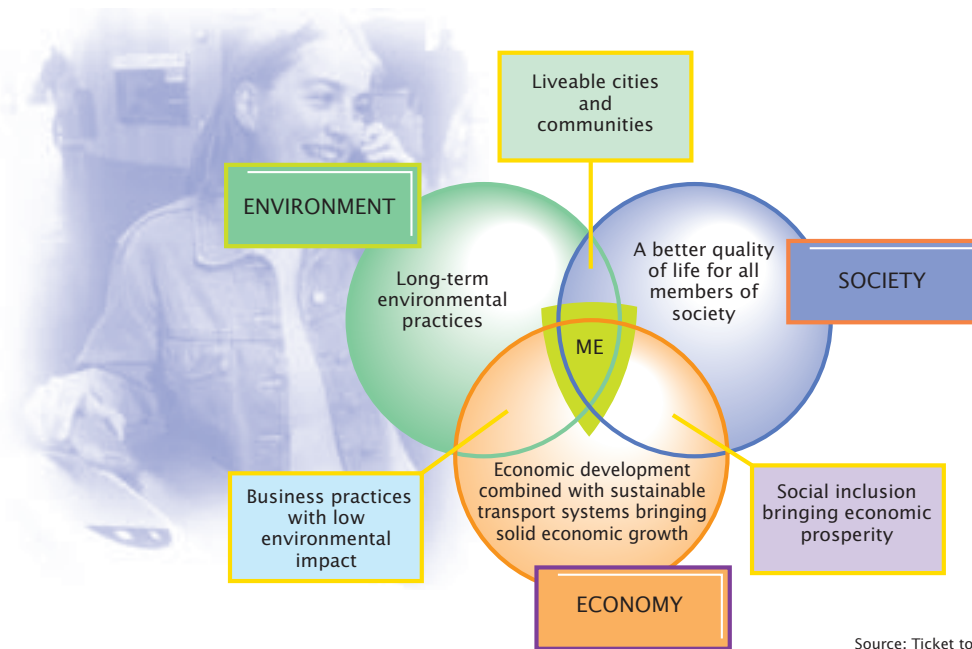 Liveable cities
and
communities
ENVIRONMENT
A better quality
of life for all
members of
society
SOCIETY
Long-term
environmental
practices
ME
Economic development
combined with sustainable
transport systems bringing
solid economic growth
Business practices
with low
environmental
impact
Social inclusion
bringing economic
prosperity
ECONOMY
Source: Ticket to